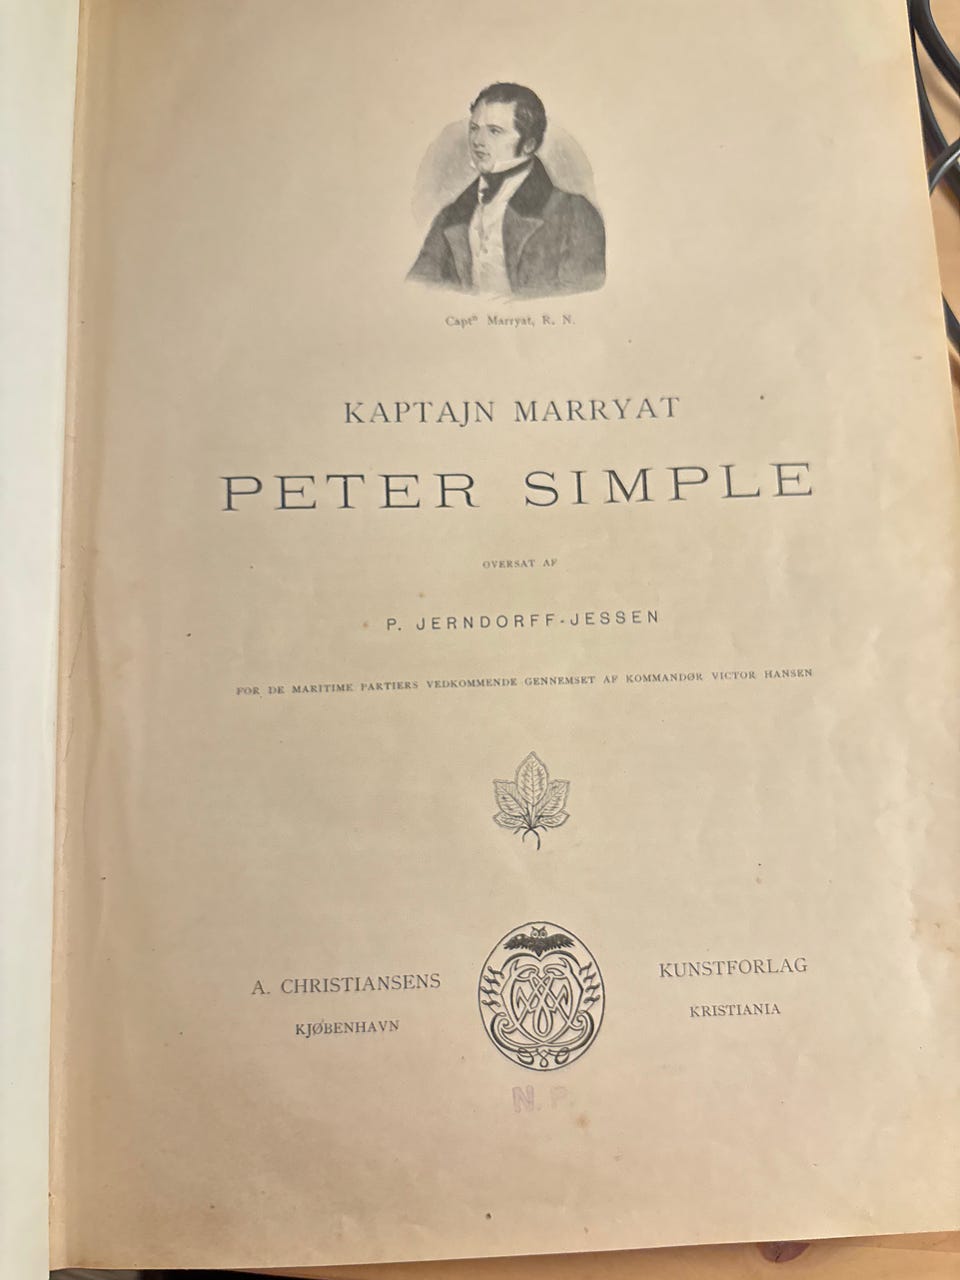 Captⁿ Marryat, R. N.
KAPTAJN MARRYAT
PETER SIMPLE
OVERSAT AF
P. JERNDORFF-JESSEN
FOR DE MARITIME PARTIERS VEDKOMMENDE GENNEMSET AF KOMMANDØR VICTOR HANSEN
A. CHRISTIANSENS
KJØBENHAVN
KUNSTFORLAG
KRISTIANIA
N. P.